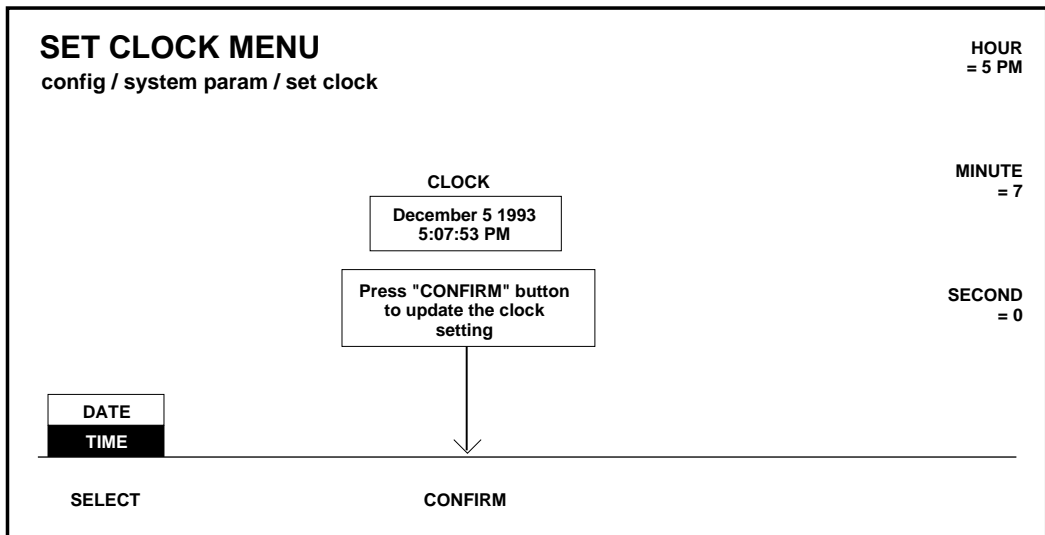 SET CLOCK MENU
config / system param / set clock
HOUR
= 5 PM
MINUTE
= 7
CLOCK
December 5 1993
5:07:53 PM
Press "CONFIRM" button
to update the clock
setting
SECOND
= 0
DATE
TIME
SELECT
CONFIRM